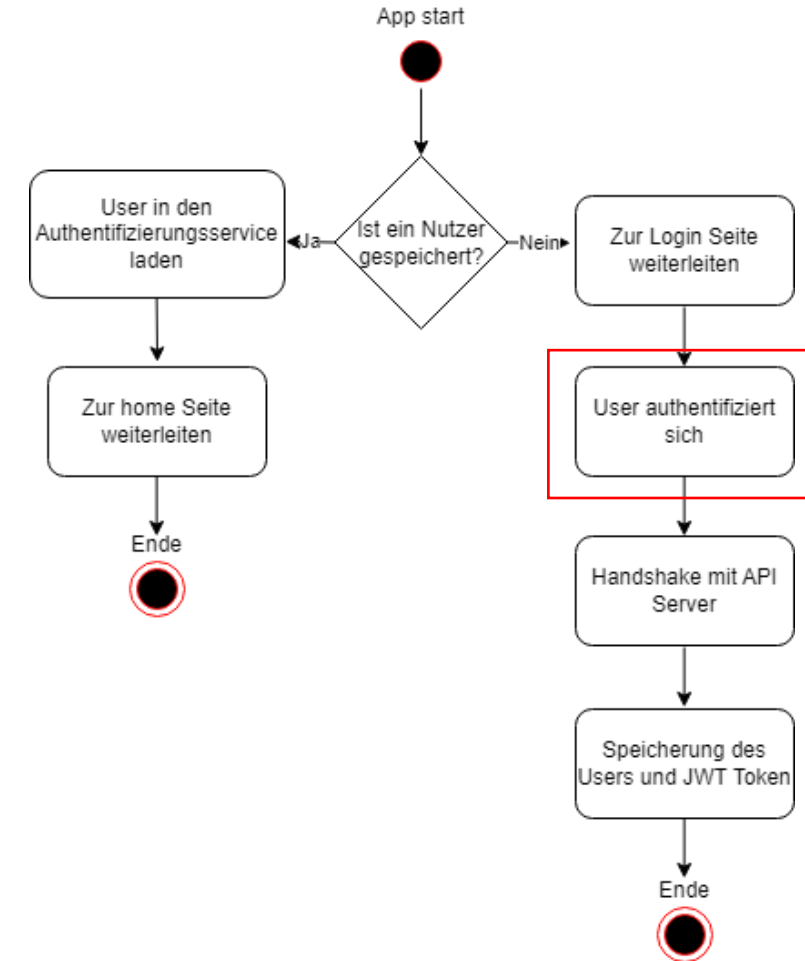 App start
Ist ein Nutzer
gespeichert?
Ja
Nein
User in den
Authentifizierungsservice
laden
Zur home Seite
weiterleiten
Ende
Zur Login Seite
weiterleiten
User authentifiziert
sich
Handshake mit API
Server
Speicherung des
Users und JWT Token
Ende